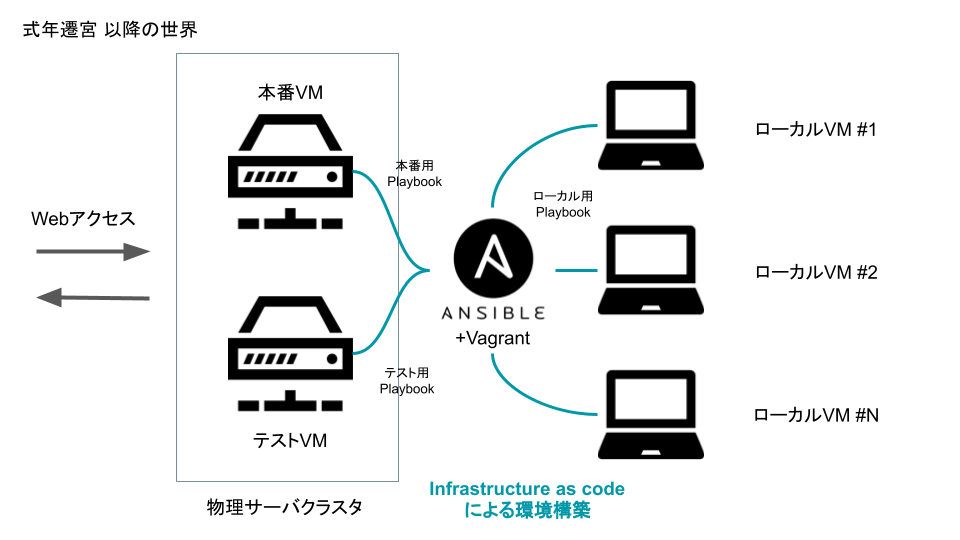 式年遷宮 以降の世界
本番VM
本番用
Playbook
Webアクセス
テストVM
テスト用
Playbook
物理サーバクラスタ
ローカル用
Playbook
ANSIBLE
+Vagrant
ローカルVM #1
ローカルVM #2
ローカルVM #N
Infrastructure as code
による環境構築